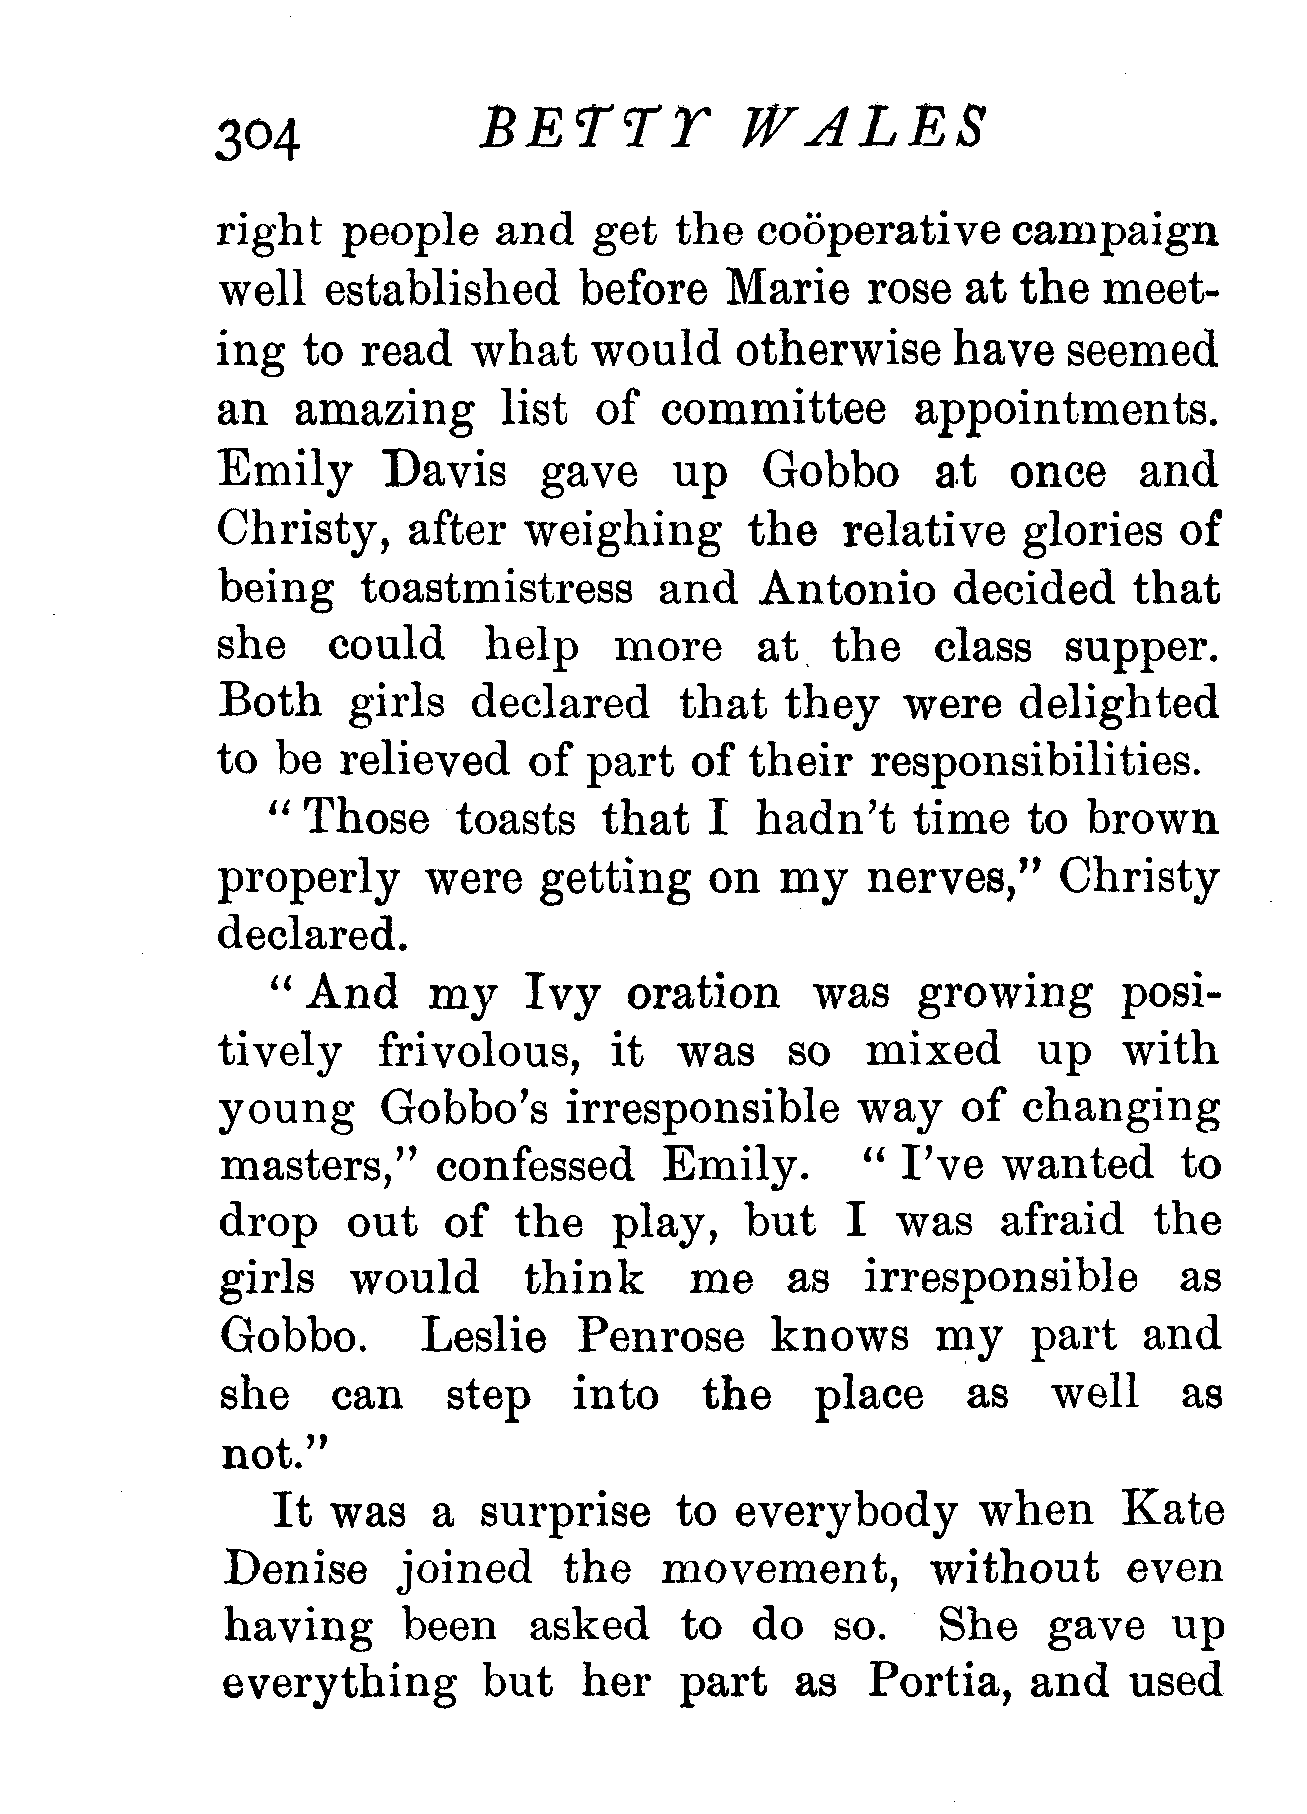 304 BETTY WALES
right people and get the coöperative campaign
well established before Marie rose at the meet-
ing to read what would otherwise have seemed
an amazing list of committee appointments.
Emily Davis gave up Gobbo at once and
Christy, after weighing the relative glories of
being toastmistress and Antonio decided that
she could help more at the class supper.
Both girls declared that they were delighted
to be relieved of part of their responsibilities.
“Those toasts that I hadn’t time to brown
properly were getting on my nerves,” Christy
declared.
“And my Ivy oration was growing posi-
tively frivolous, it was so mixed up with
young Gobbo’s irresponsible way of changing
masters,” confessed Emily. “I’ve wanted to
drop out of the play, but I was afraid the
girls would think me as irresponsible as
Gobbo. Leslie Penrose knows my part and
she can step into the place as well as
not.”
It was a surprise to everybody when Kate
Denise joined the movement, without even
having been asked to do so. She gave up
everything but her part as Portia, and used